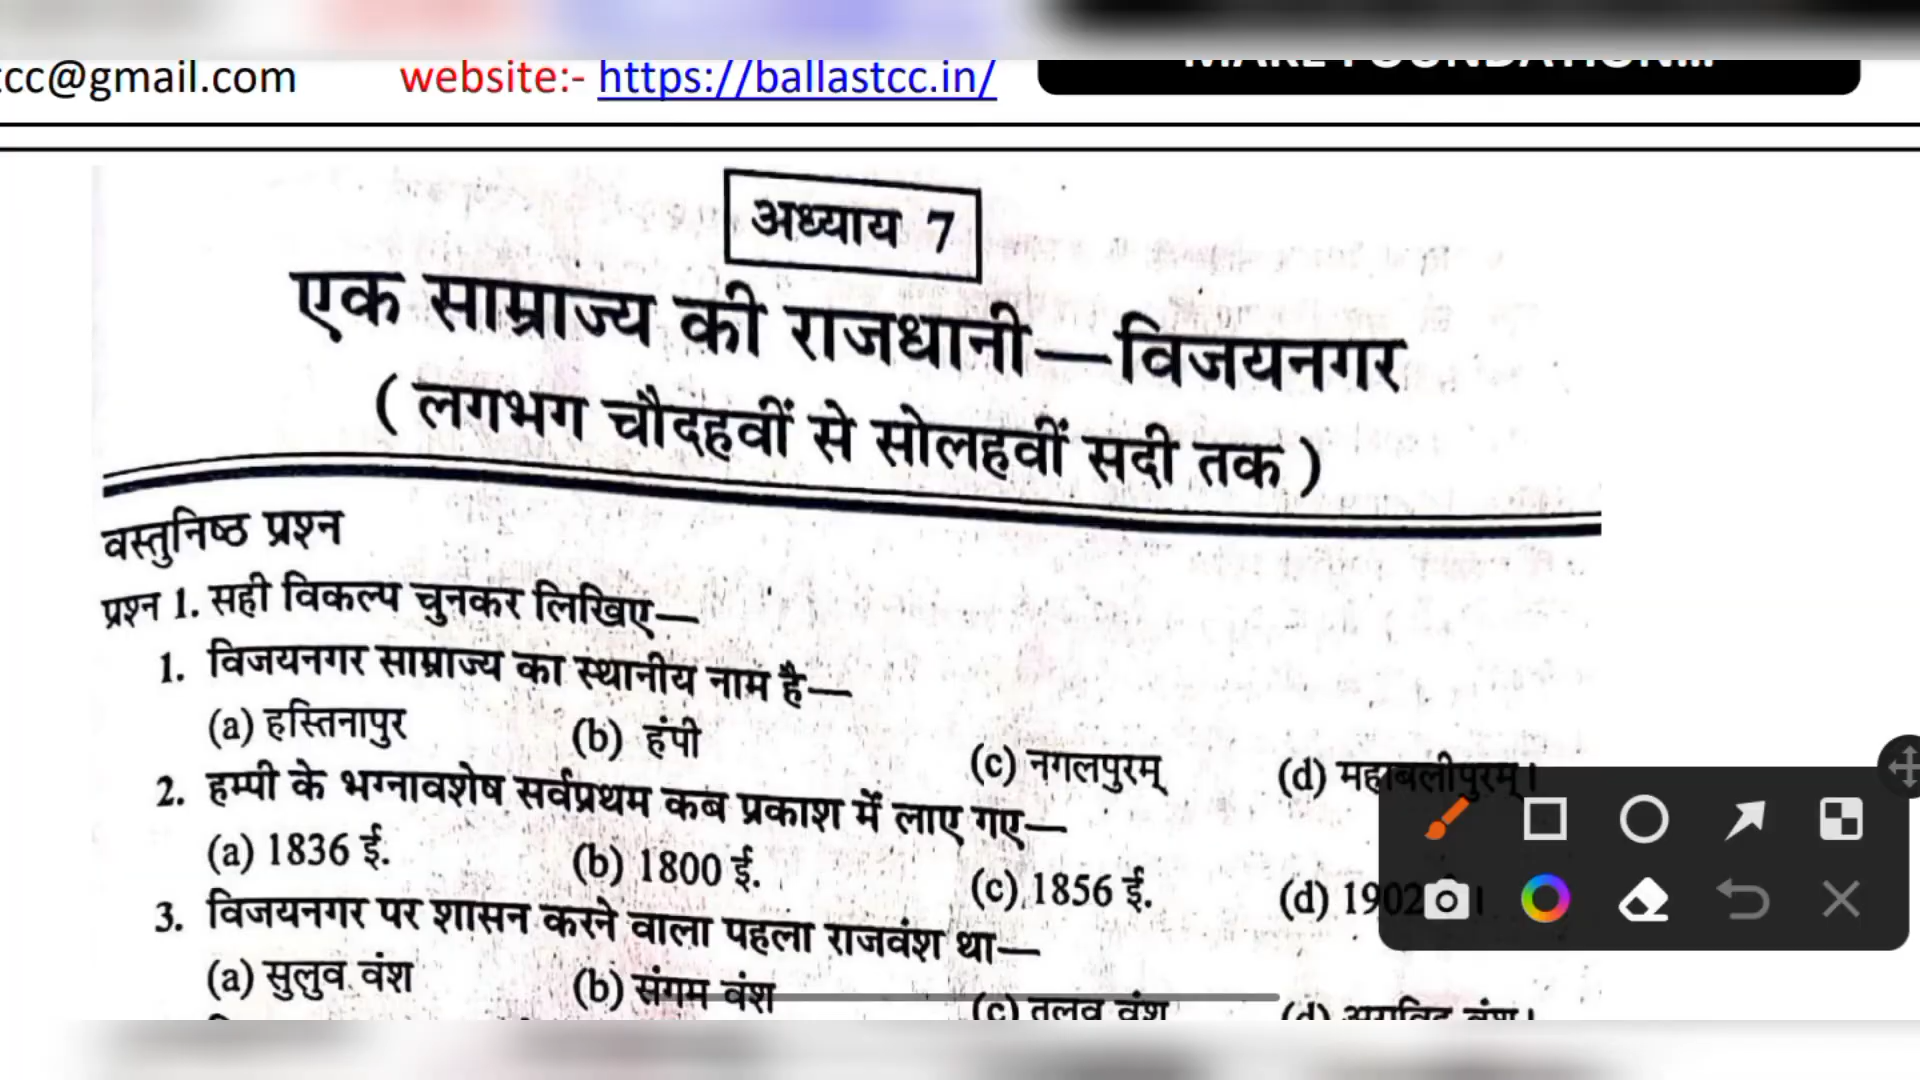 cc@gmail.com website:- https://ballastcc.in/
अध्याय 7
एक साम्राज्य की राजधानी—विजयनगर
( लगभग चौदहवीं से सोलहवीं सदी तक )
वस्तुनिष्ठ प्रश्न
प्रश्न 1. सही विकल्प चुनकर लिखिए—
1. विजयनगर साम्राज्य का स्थानीय नाम है—
(a) हस्तिनापुर (b) हंपी (c) नगलपुरम् (d) महाबलीपुरम्।
2. हम्पी के भग्नावशेष सर्वप्रथम कब प्रकाश में लाए गए—
(a) 1836 ई. (b) 1800 ई. (c) 1856 ई. (d) 1902
3. विजयनगर पर शासन करने वाला पहला राजवंश था—
(a) सुलुव वंश (b) संगम वंश (c) तुलुव वंश (d)